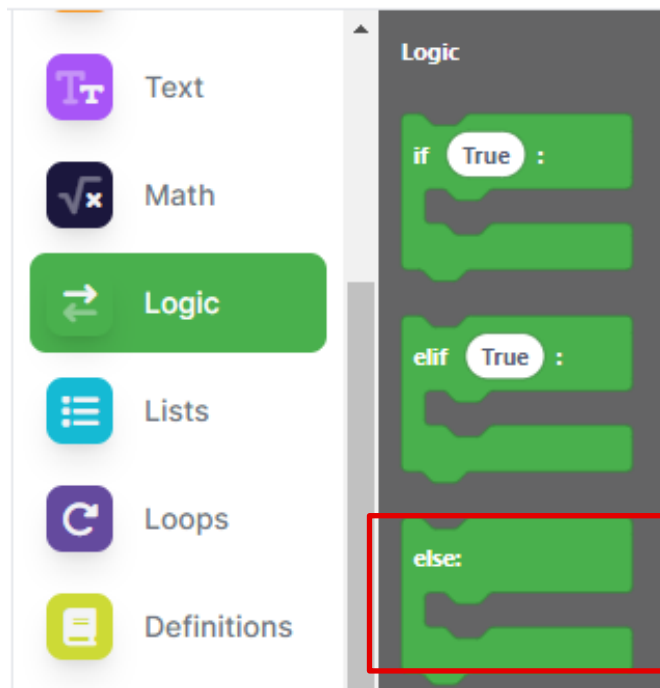 Text
Math
Logic
Lists
Loops
Definitions
Logic
if True :
elif True :
else: